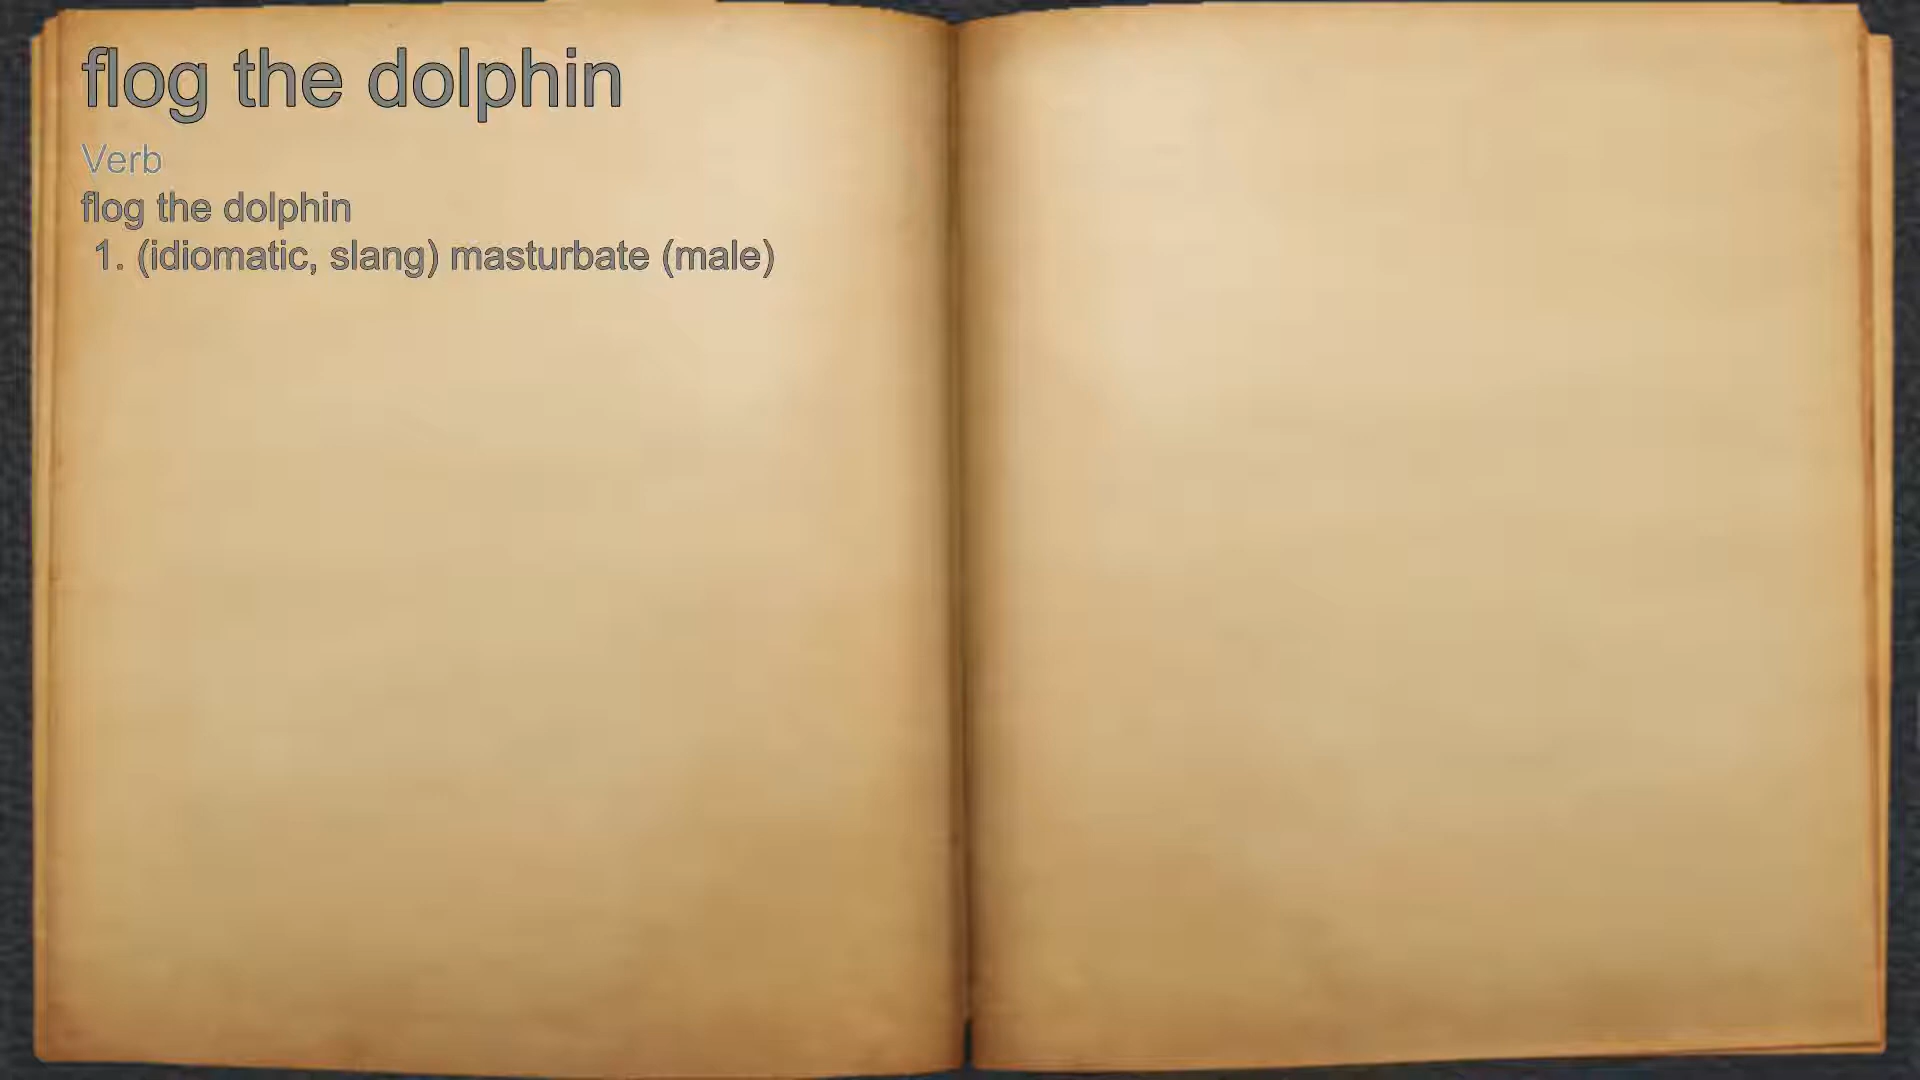 flog the dolphin
Verb
flog the dolphin
1. (idiomatic, slang) masturbate (male)